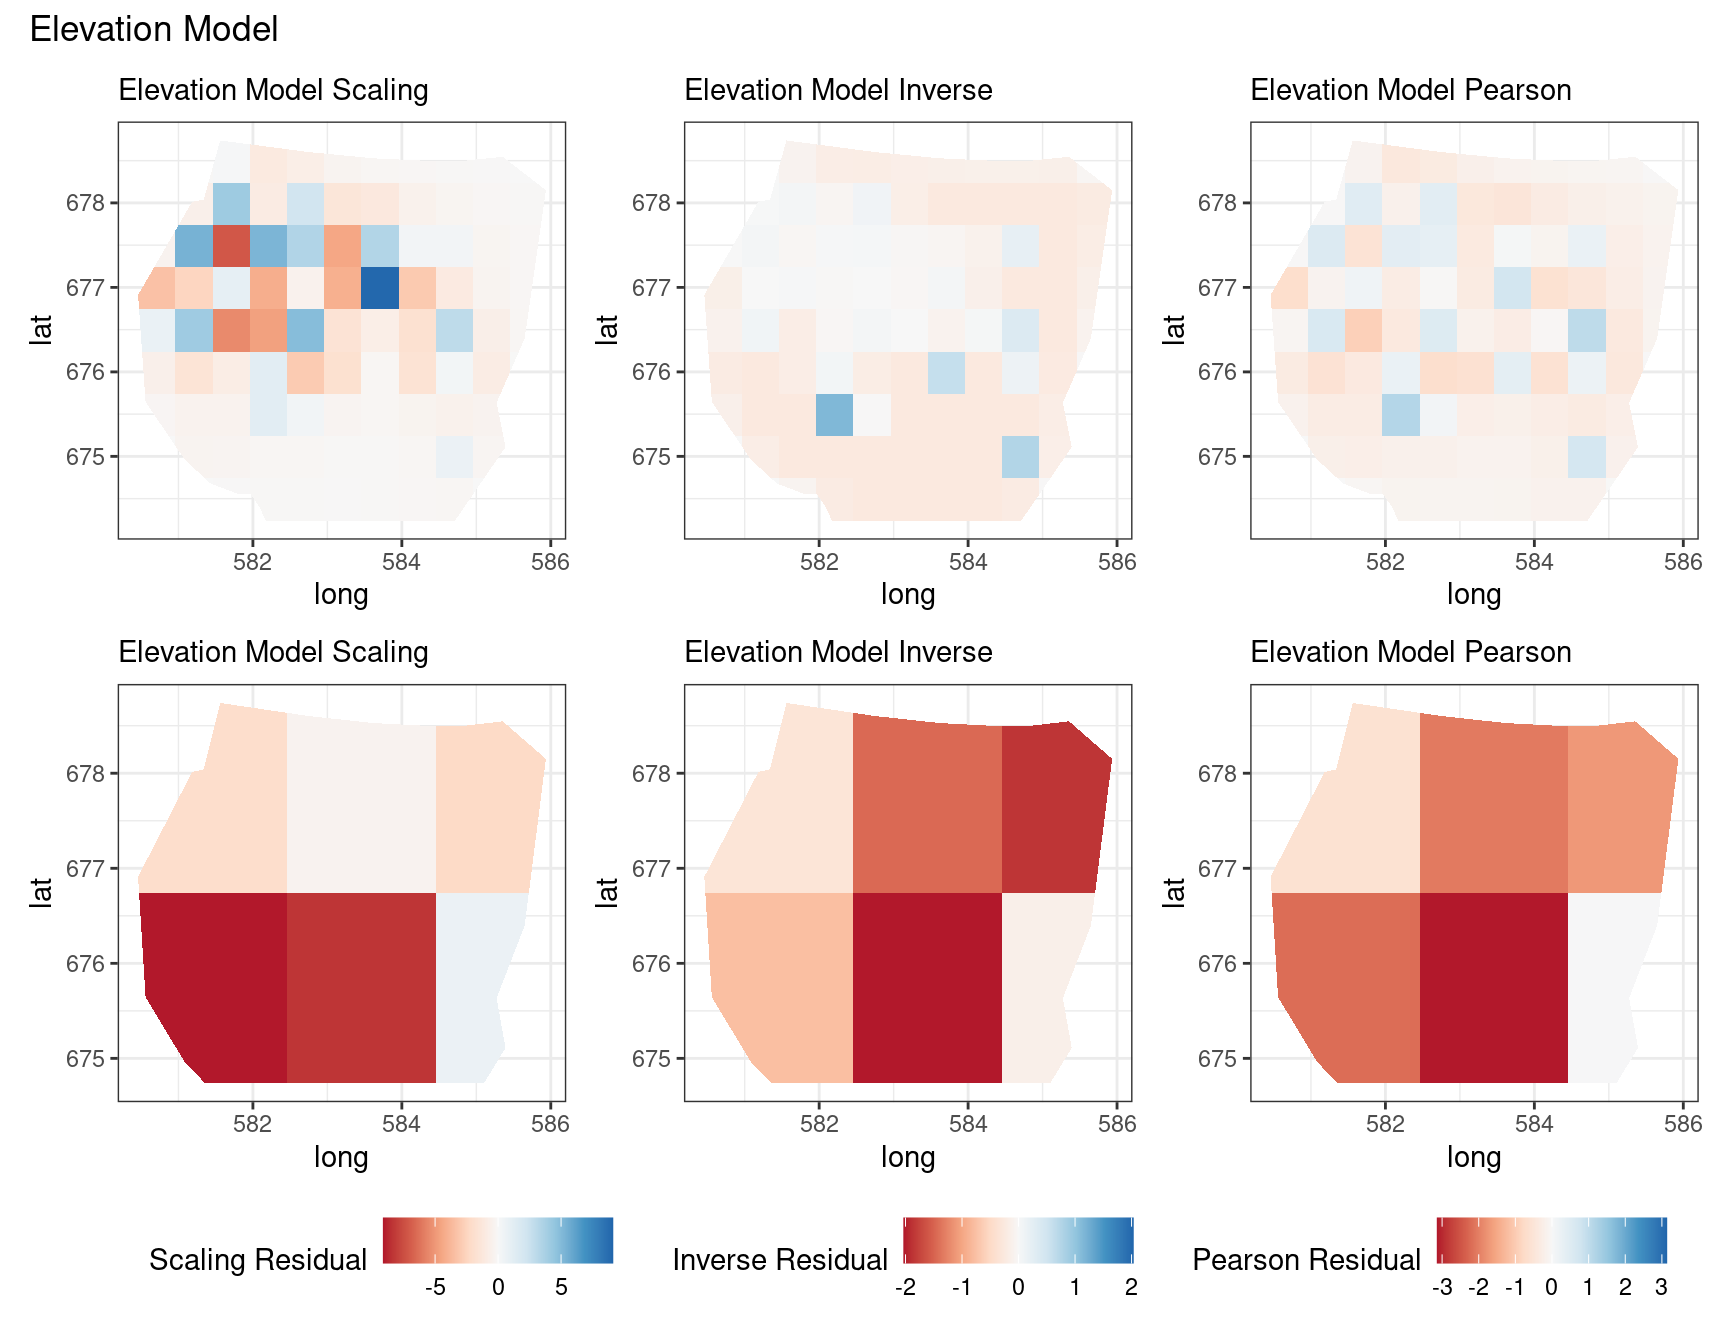 Elevation Model
Elevation Model Scaling
Elevation Model Inverse
Elevation Model Pearson
678
677
676
675
lat
582
584
586
long
678
677
676
675
lat
582
584
586
long
678
677
676
675
lat
582
584
586
long
Elevation Model Scaling
Elevation Model Inverse
Elevation Model Pearson
678
677
676
675
lat
582
584
586
long
678
677
676
675
lat
582
584
586
long
678
677
676
675
lat
582
584
586
long
Scaling Residual
-5 0 5
Inverse Residual
-2 -1 0 1 2
Pearson Residual
-3 -2 -1 0 1 2 3